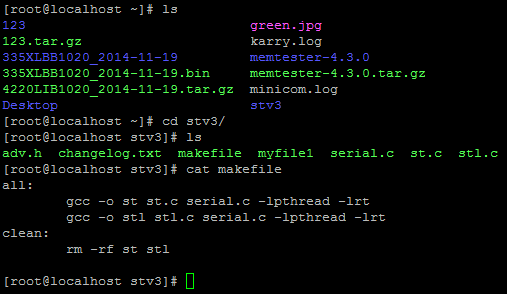 [root@localhost ~]# ls
123 green.jpg
123.tar.gz karry.log
335XLBB1020_2014-11-19 memtester-4.3.0
335XLBB1020_2014-11-19.bin memtester-4.3.0.tar.gz
4220LIB1020_2014-11-19.tar.gz minicom.log
Desktop stv3
[root@localhost ~]# cd stv3/
[root@localhost stv3]# ls
adv.h changelog.txt makefile myfile1 serial.c st.c stl.c
[root@localhost stv3]# cat makefile
all:
gcc -o st st.c serial.c -lpthread -lrt
gcc -o stl stl.c serial.c -lpthread -lrt
clean:
rm -rf st stl
[root@localhost stv3]#